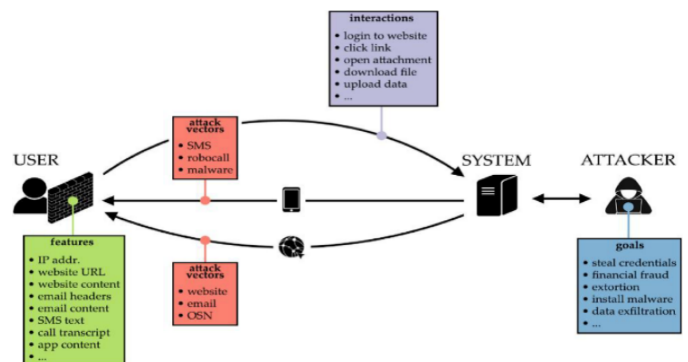 interactions
• login to website
• click link
• open attachment
• download file
• upload data
• ...
attack
vectors
• SMS
• robocall
• malware
USER
SYSTEM
ATTACKER
features
• IP addr.
• website URL
• website content
• email headers
• email content
• SMS text
• call transcript
• app content
• ...
attack
vectors
• website
• email
• OSN
goals
• steal credentials
• financial fraud
• extortion
• install malware
• data exfiltration
• ...